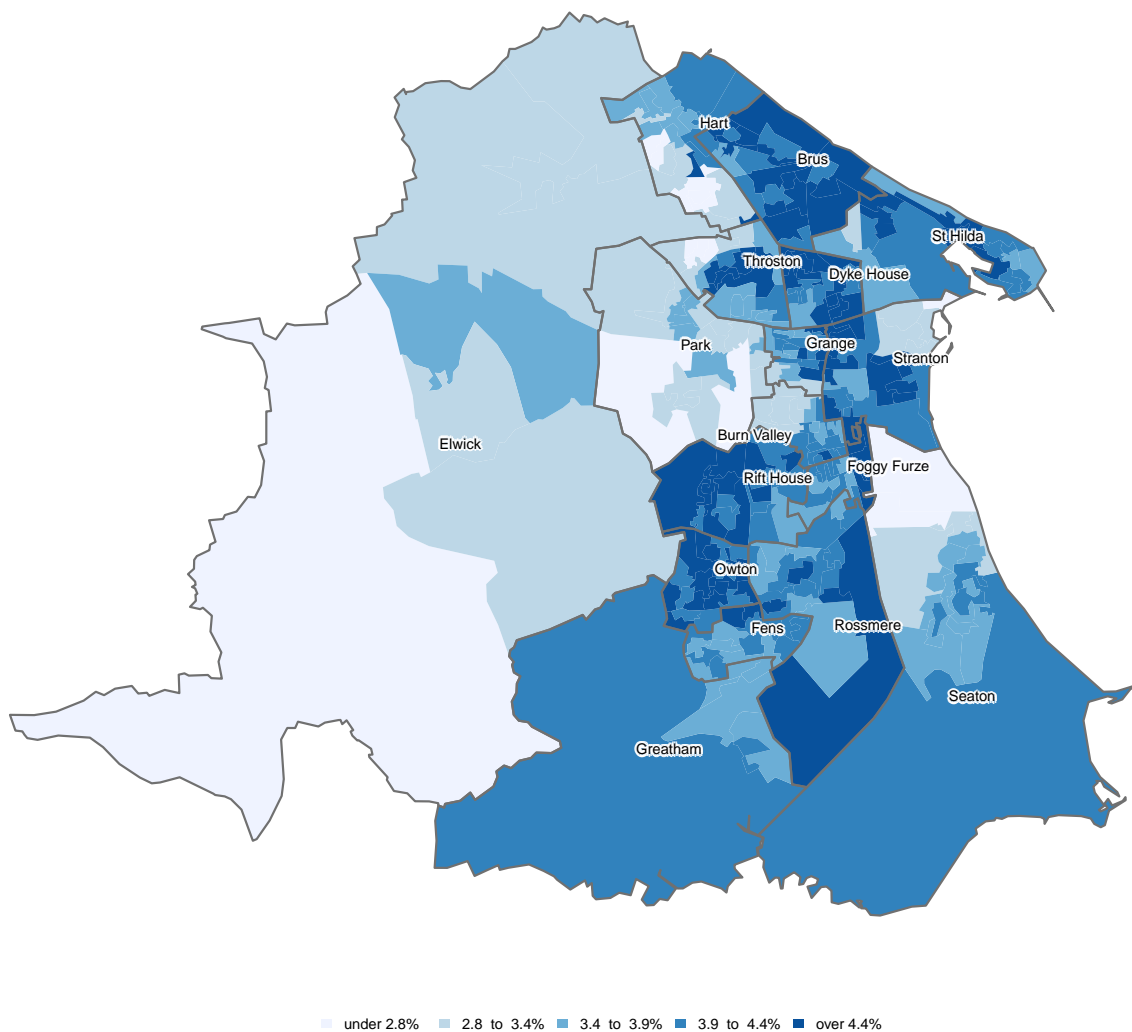 Hart
Brus
St Hilda
Throston
Dyke House
Park
Grange
Stranton
Burn Valley
Elwick
Foggy Furze
Rift House
Owton
Fens
Rossmere
Seaton
Greatham
under 2.8% 2.8 to 3.4% 3.4 to 3.9% 3.9 to 4.4% over 4.4%